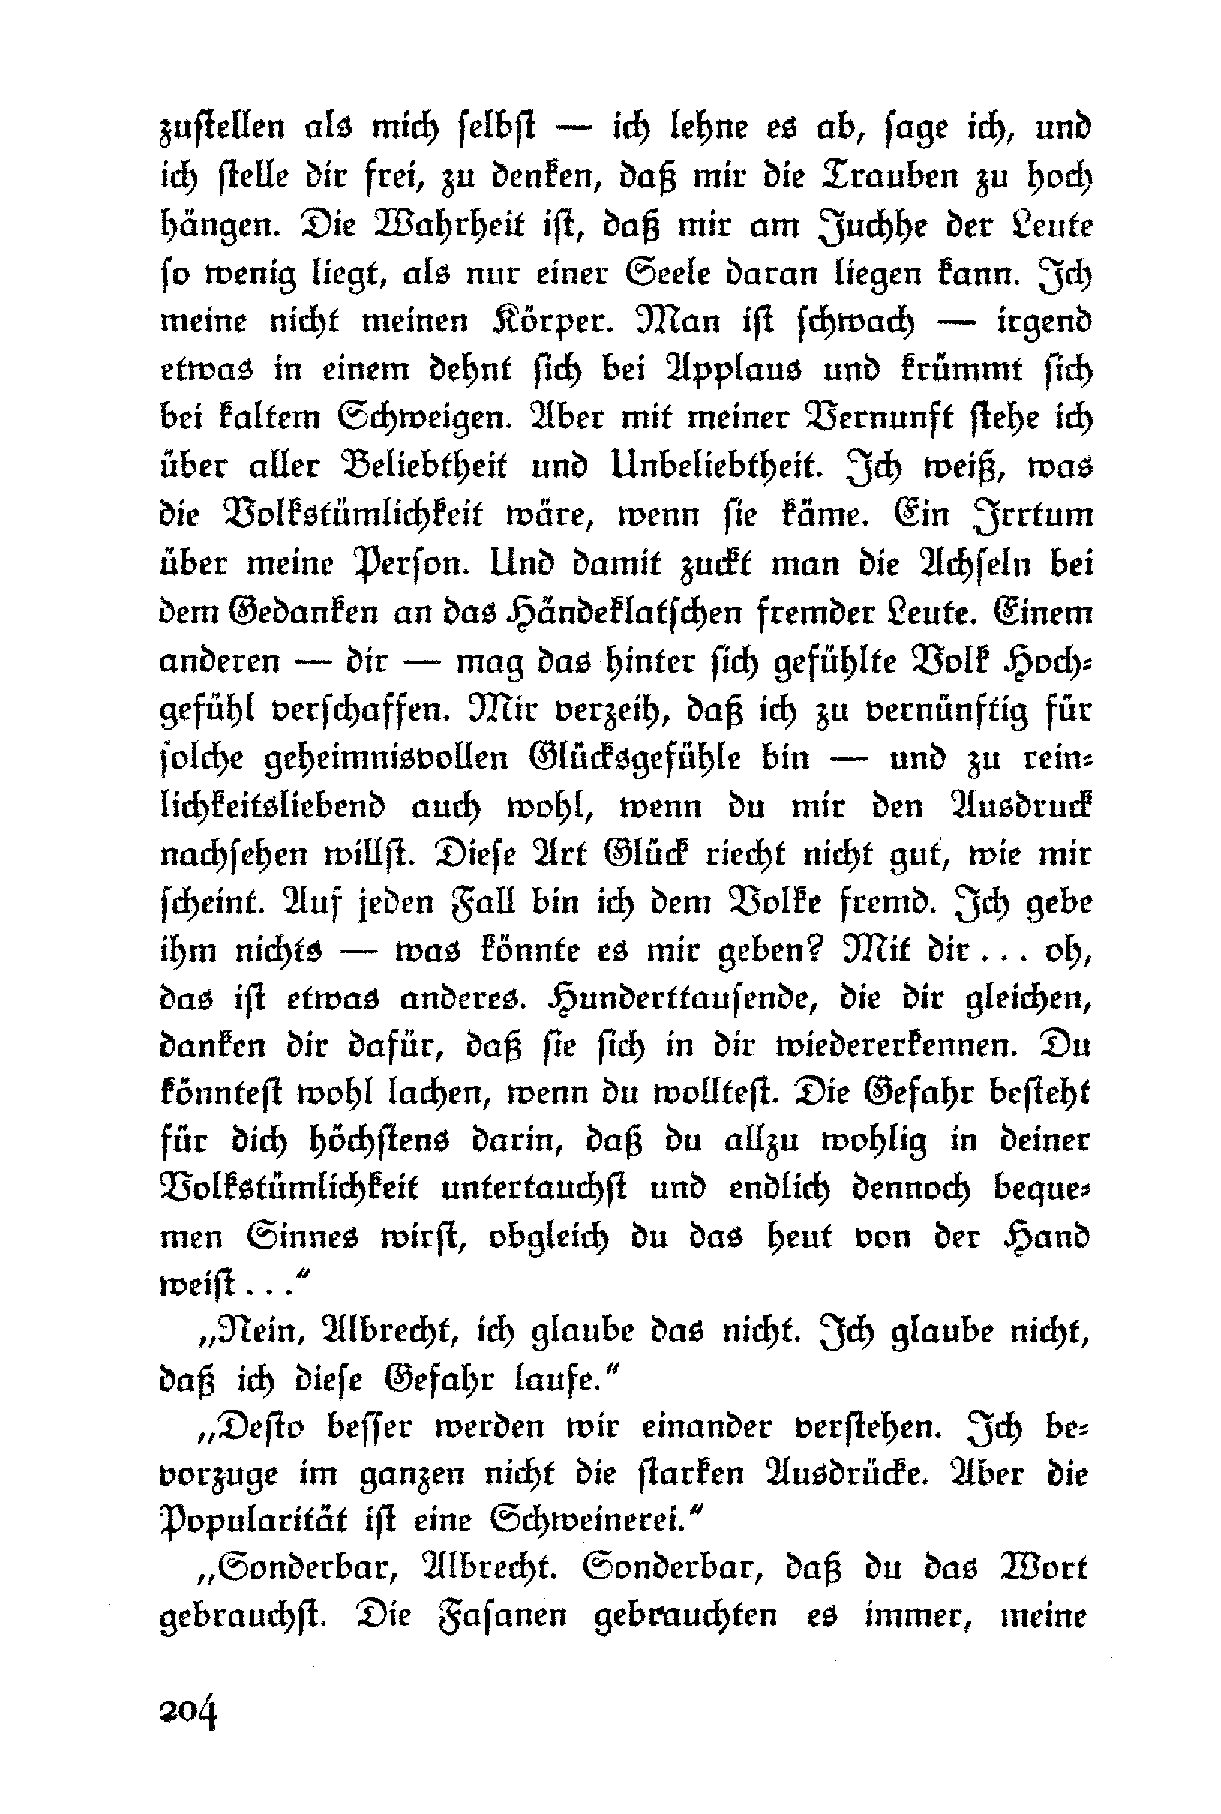 zustellen als mich selbst — ich lehne es ab, sage ich, und
ich stelle dir frei, zu denken, daß mir die Trauben zu hoch
hängen. Die Wahrheit ist, daß mir am Juchhe der Leute
so wenig liegt, als nur einer Seele daran liegen kann. Ich
meine nicht meinen Körper. Man ist schwach — irgend
etwas in einem dehnt sich bei Applaus und krümmt sich
bei kaltem Schweigen. Aber mit meiner Vernunft stehe ich
über aller Beliebtheit und Unbeliebtheit. Ich weiß, was
die Volkstümlichkeit wäre, wenn sie käme. Ein Irrtum
über meine Person. Und damit zuckt man die Achseln bei
dem Gedanken an das Händeklatschen fremder Leute. Einem
anderen — dir — mag das hinter sich gefühlte Volk Hoch-
gefühl verschaffen. Mir verzeih, daß ich zu vernünftig für
solche geheimnisvollen Glücksgefühle bin — und zu rein-
lichkeitsliebend auch wohl, wenn du mir den Ausdruck
nachsehen willst. Diese Art Glück riecht nicht gut, wie mir
scheint. Auf jeden Fall bin ich dem Volke fremd. Ich gebe
ihm nichts — was könnte es mir geben? Mit dir . . . oh,
das ist etwas anderes. Hunderttausende, die dir gleichen,
danken dir dafür, daß sie sich in dir wiedererkennen. Du
könntest wohl lachen, wenn du wolltest. Die Gefahr besteht
für dich höchstens darin, daß du allzu wohlig in deiner
Volkstümlichkeit untertauchst und endlich dennoch beque-
men Sinnes wirst, obgleich du das heut von der Hand
weist . . .“
„Nein, Albrecht, ich glaube das nicht. Ich glaube nicht,
daß ich diese Gefahr laufe.“
„Desto besser werden wir einander verstehen. Ich be-
vorzuge im ganzen nicht die starken Ausdrücke. Aber die
Popularität ist eine Schweinerei.“
„Sonderbar, Albrecht. Sonderbar, daß du das Wort
gebrauchst. Die Fasanen gebrauchten es immer, meine
204